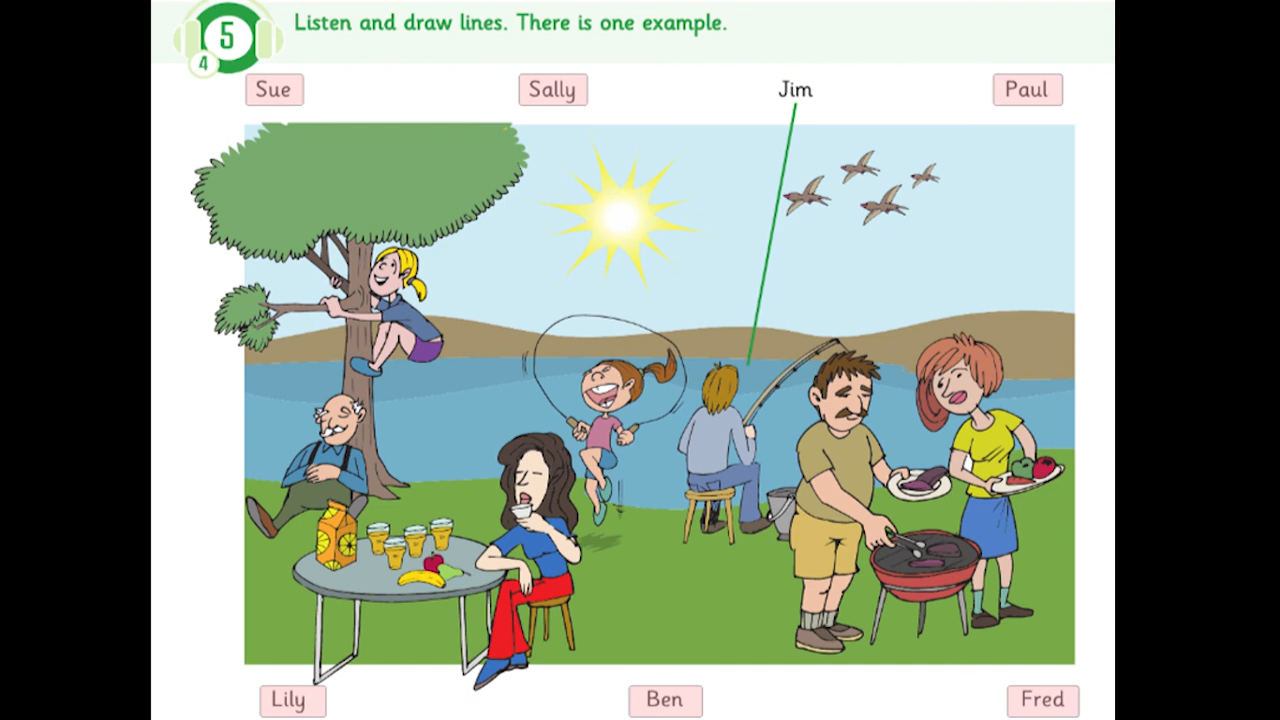 5
Listen and draw lines. There is one example.
4
Sue
Sally
Jim
Paul
Lily
Ben
Fred